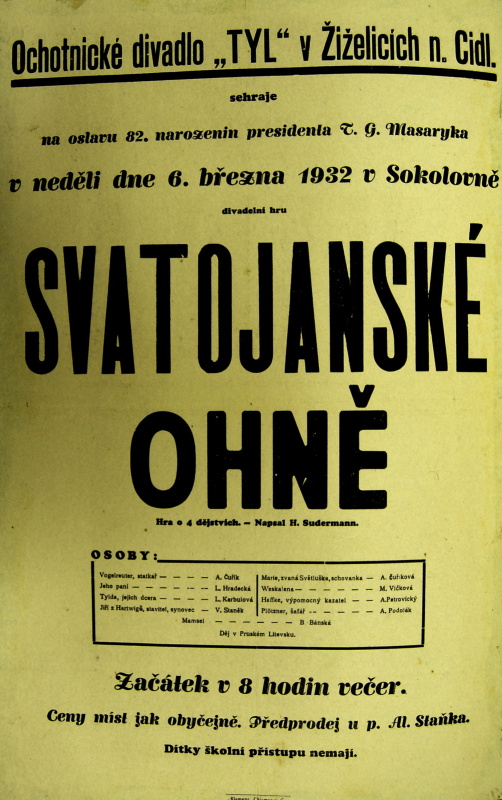 Ochotnické divadlo „TYL“ v Žiželicích n. Cidl.
sehraje
na oslavu 82. narozenin presidenta T. G. Masaryka
v neděli dne 6. března 1932 v Sokolovně
divadelní hru
SVATOJANSKÉ
OHNĚ
Hra o 4 dějstvích. – Napsal H. Sudermann.
OSOBY:
Vogelreuter, statkář — — — — A. Čuřík
Jeho paní — — — — — — L. Hradecká
Tylda, jejich dcera — — — — L. Karbulová
Jiří z Hartwigů, stavitel, synovec — V. Staněk
Marie, zvaná Světluška, schovanka — A. Čuříková
Weskalena — — — — — M. Vlčková
Haffke, výpomocný kazatel — — A. Petrovický
Plötzner, šafář — — — — — A. Podolák
Mamsel — — — — — — — B. Bánská
Děj v Pruském Litevsku.
Začátek v 8 hodin večer.
Ceny míst jak obyčejně. Předprodej u p. Al. Staňka.
Dítky školní přístupu nemají.